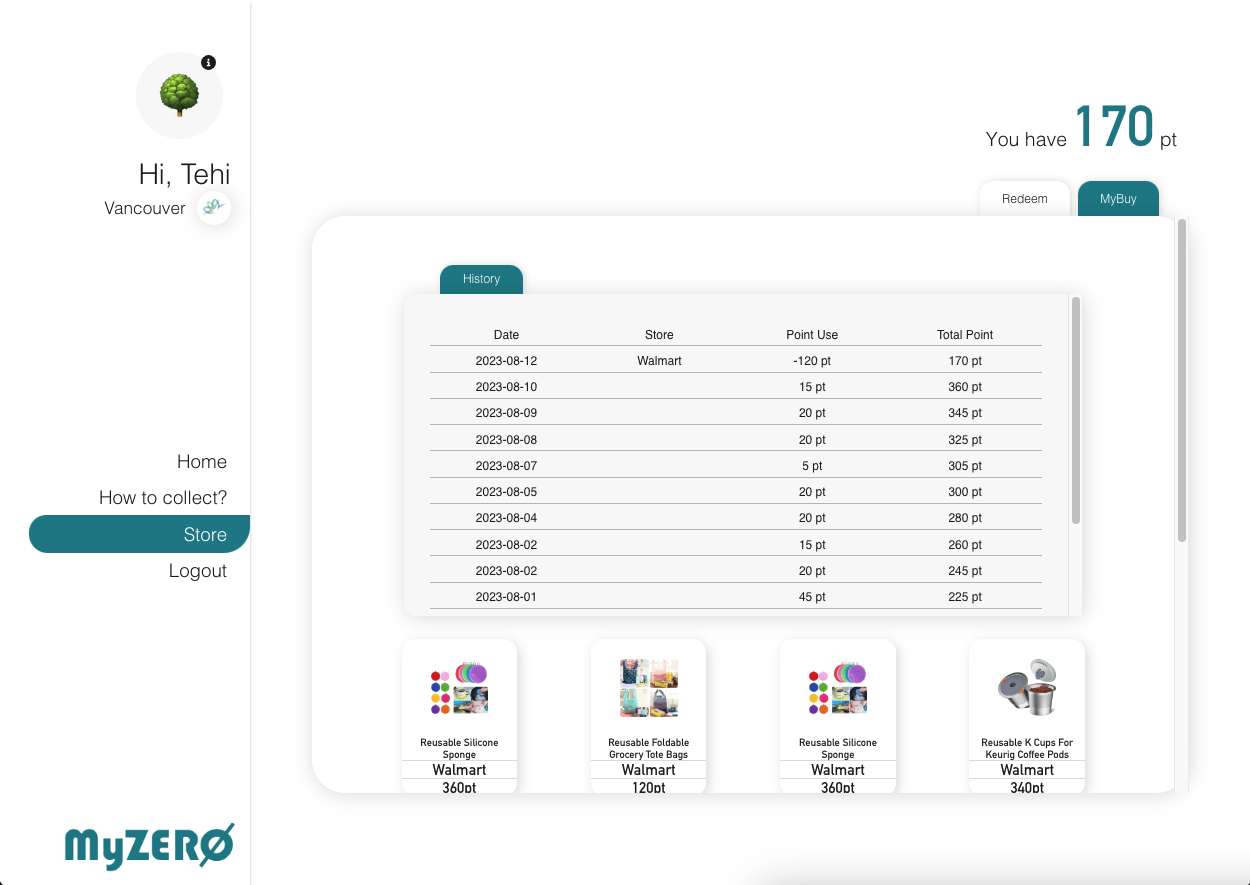 Hi, Tehi
Vancouver
Home
How to collect?
Store
Logout
MyZERO
You have 170 pt
Redeem MyBuy
History
Date Store Point Use Total Point
2023-08-12 Walmart -120 pt 170 pt
2023-08-10 15 pt 360 pt
2023-08-09 20 pt 345 pt
2023-08-08 20 pt 325 pt
2023-08-07 5 pt 305 pt
2023-08-05 20 pt 300 pt
2023-08-04 20 pt 280 pt
2023-08-02 15 pt 260 pt
2023-08-02 20 pt 245 pt
2023-08-01 45 pt 225 pt
Reusable Silicone
Sponge
Walmart
360pt
Reusable Foldable
Grocery Tote Bags
Walmart
120pt
Reusable Silicone
Sponge
Walmart
360pt
Reusable K Cups For
Keurig Coffee Pods
Walmart
340pt